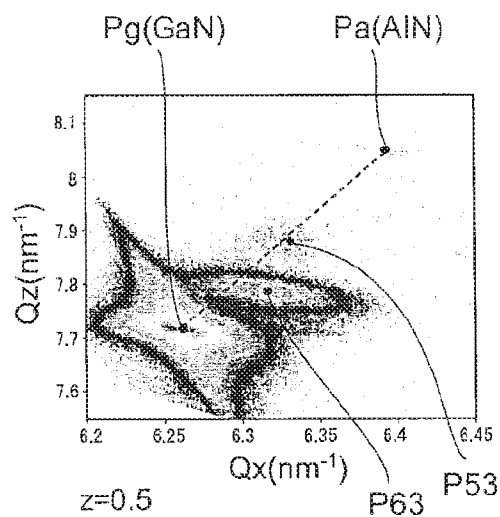 Pg(GaN) Pa(AlN)
8.1
8
7.9
7.8
7.7
7.6
Qz(nm-1)
6.2 6.25 6.3 6.35 6.4 6.45
Qx(nm-1)
z=0.5 P63 P53